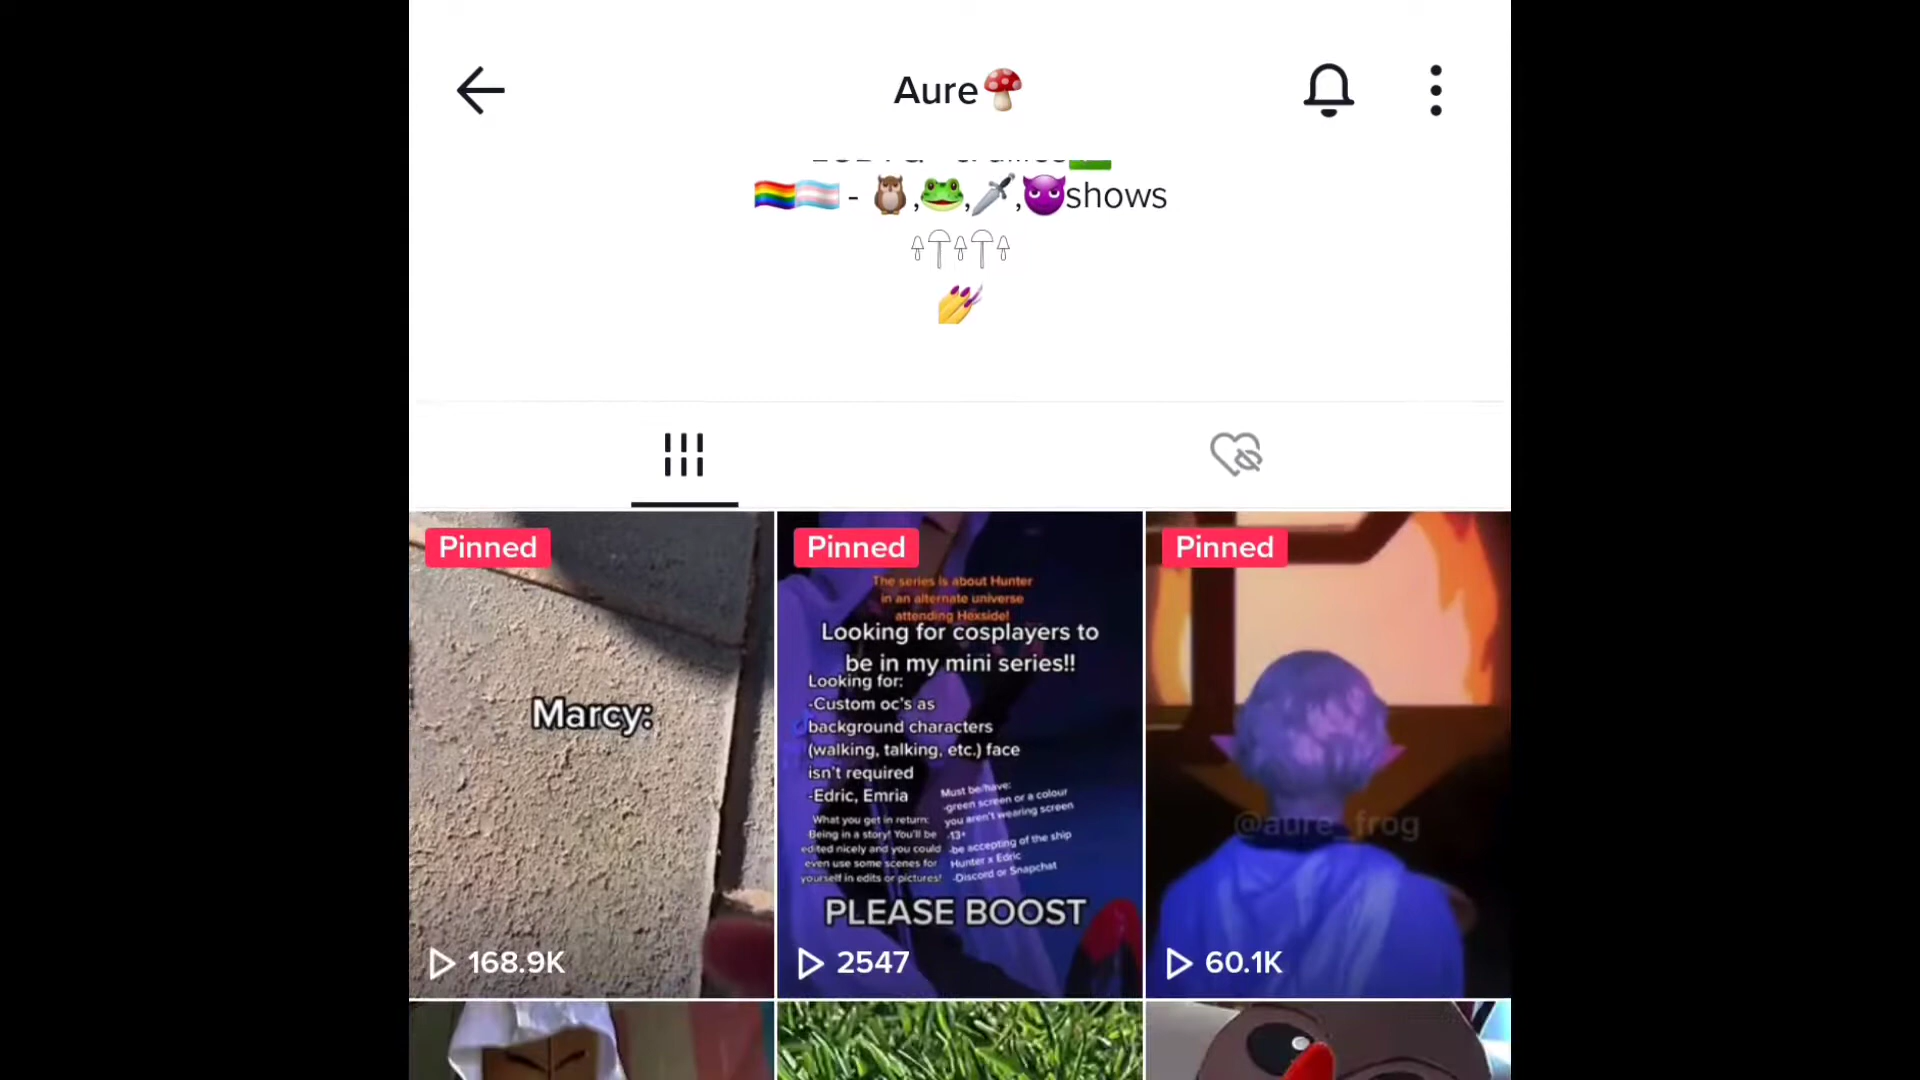 Aure🍄
🏳️‍🌈🏳️‍⚧️ - 🦉,🐸,🗡️,😈shows
💅
Pinned
Marcy:
168.9K
Pinned
The series is about Hunter
in an alternate universe
attending Hexside!
Looking for cosplayers to
be in my mini series!!
Looking for:
-Custom oc's as
background characters
(walking, talking, etc.) face
isn't required
-Edric, Emria
What you get in return:
Being in a story! You'll be
edited nicely and you could
even use some scenes for
yourself in edits or pictures!
Must be/have:
-green screen or a colour
you aren't wearing screen
-13+
-be accepting of the ship
Hunter x Edric
-Discord or Snapchat
PLEASE BOOST
2547
Pinned
@aure_frog
60.1K